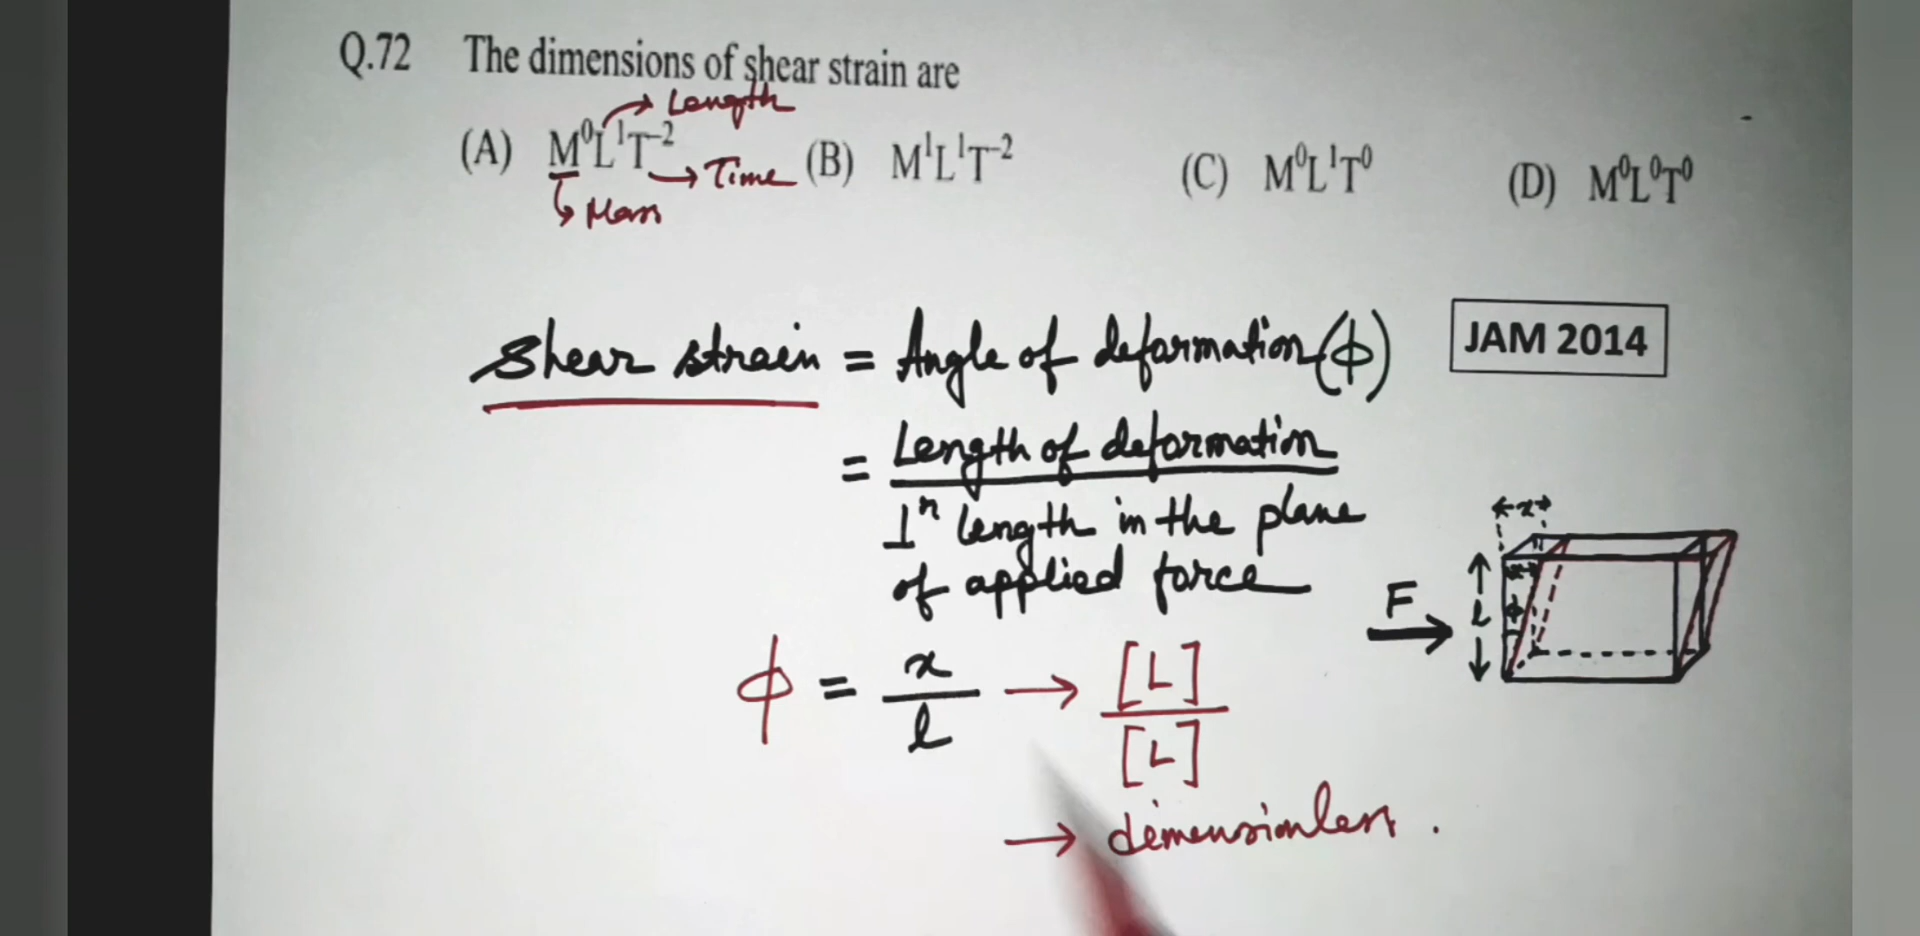 Q.72 The dimensions of shear strain are
→ Length
(A) M⁰L¹T⁻² (B) M¹L¹T⁻² (C) M⁰L¹T⁰ (D) M⁰L⁰T⁰
→ Time
↳ Mass
Shear strain = Angle of deformation (ϕ)
JAM 2014
= Length of deformation
⊥ʳ length in the plane
of applied force
x
F
l
ϕ
ϕ = x/l → [L]/[L]
→ dimensionless.